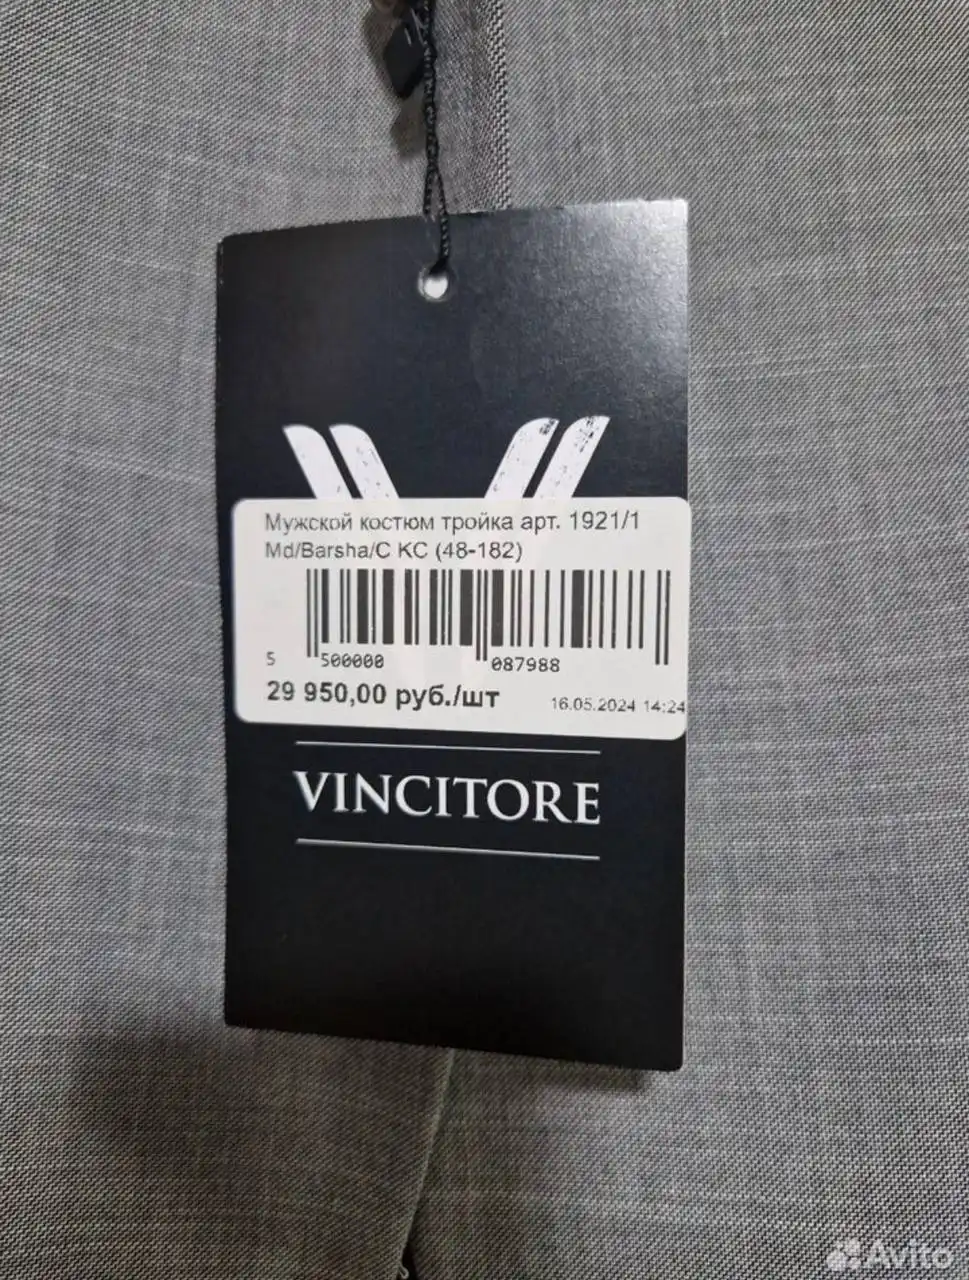 Мужской костюм тройка арт. 1921/1
Md/Barsha/C КС (48-182)
5 500000 087988
29 950,00 руб./шт 16.05.2024 14:24
VINCITORE
Avito